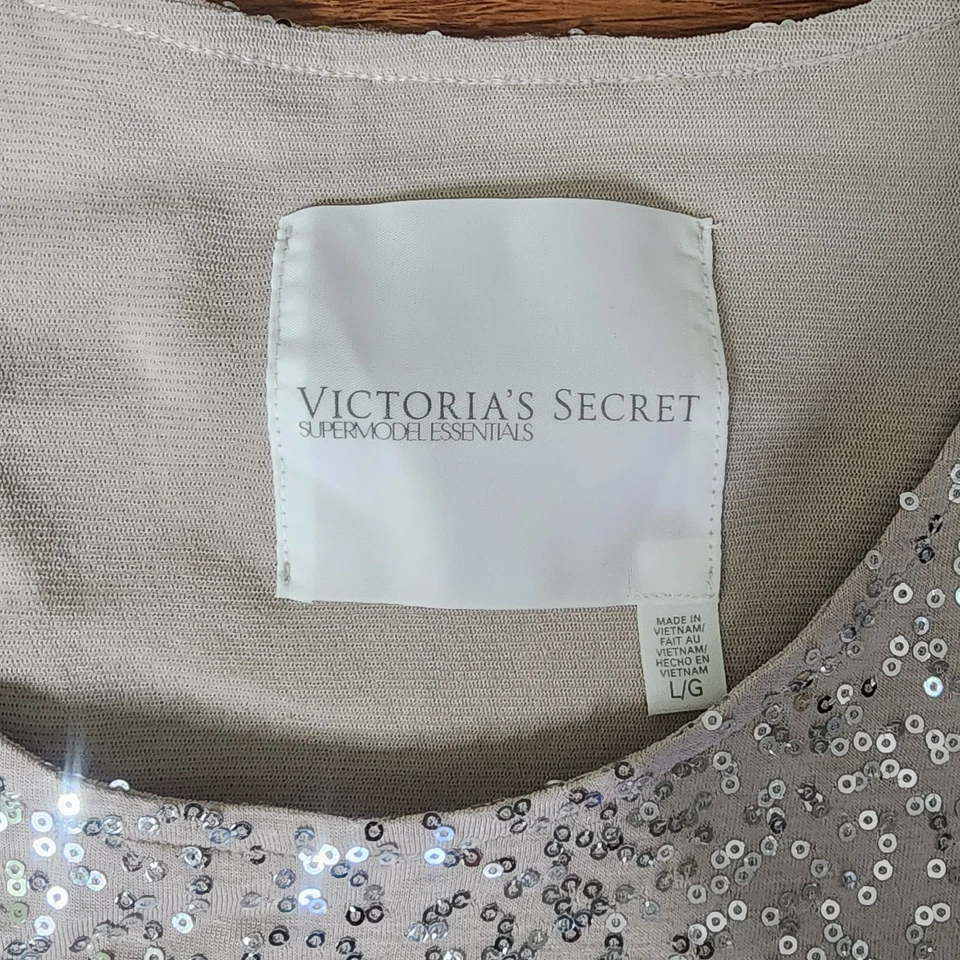 VICTORIA'S SECRET
SUPERMODEL ESSENTIALS
MADE IN
VIETNAM/
FAIT AU
VIETNAM/
HECHO EN
VIETNAM
L/G